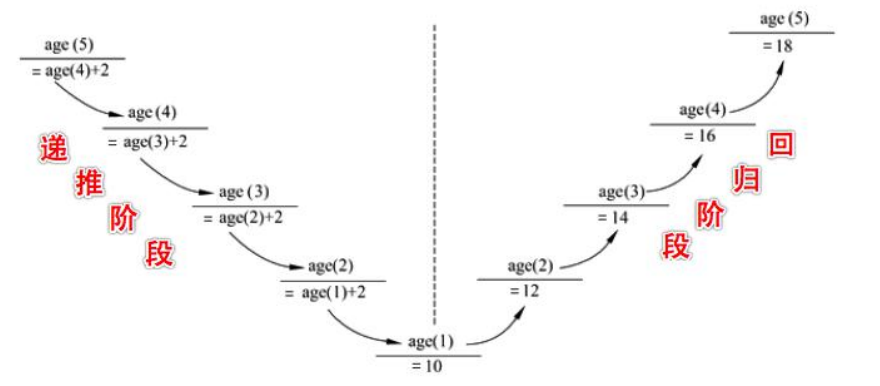 age(5)
= age(4)+2
age(4)
= age(3)+2
age(3)
= age(2)+2
age(2)
= age(1)+2
age(1)
= 10
age(2)
= 12
age(3)
= 14
age(4)
= 16
age(5)
= 18
递推阶段
回归阶段